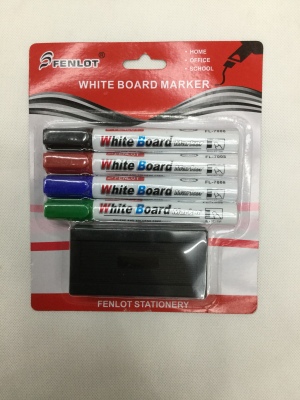 FENLOT
• HOME
• OFFICE
• SCHOOL
WHITE BOARD MARKER
White Board
White Board
White Board
White Board
FENLOT STATIONERY